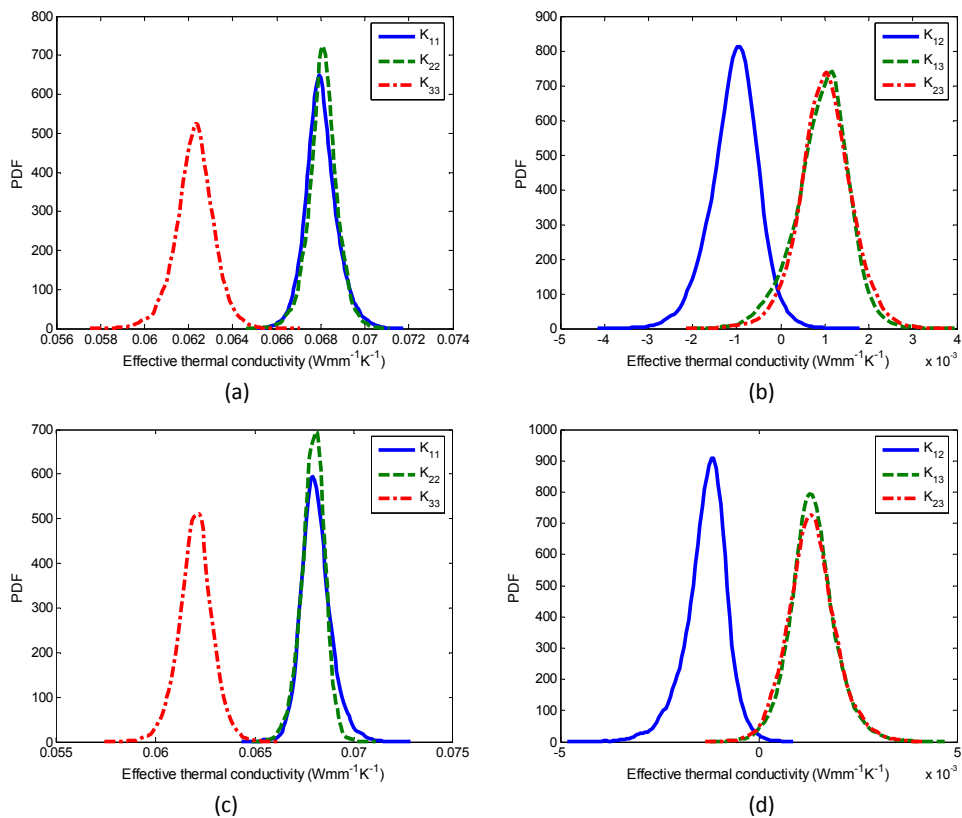 800
700
600
500
400
300
200
100
0
PDF
0.056 0.058 0.06 0.062 0.064 0.066 0.068 0.07 0.072 0.074
Effective thermal conductivity (Wmm⁻¹K⁻¹)
K₁₁
K₂₂
K₃₃
(a)
900
800
700
600
500
400
300
200
100
0
PDF
-5 -4 -3 -2 -1 0 1 2 3 4
x 10⁻³
Effective thermal conductivity (Wmm⁻¹K⁻¹)
K₁₂
K₁₃
K₂₃
(b)
700
600
500
400
300
200
100
0
PDF
0.055 0.06 0.065 0.07 0.075
Effective thermal conductivity (Wmm⁻¹K⁻¹)
K₁₁
K₂₂
K₃₃
(c)
1000
900
800
700
600
500
400
300
200
100
0
PDF
-5 0 5
x 10⁻³
Effective thermal conductivity (Wmm⁻¹K⁻¹)
K₁₂
K₁₃
K₂₃
(d)